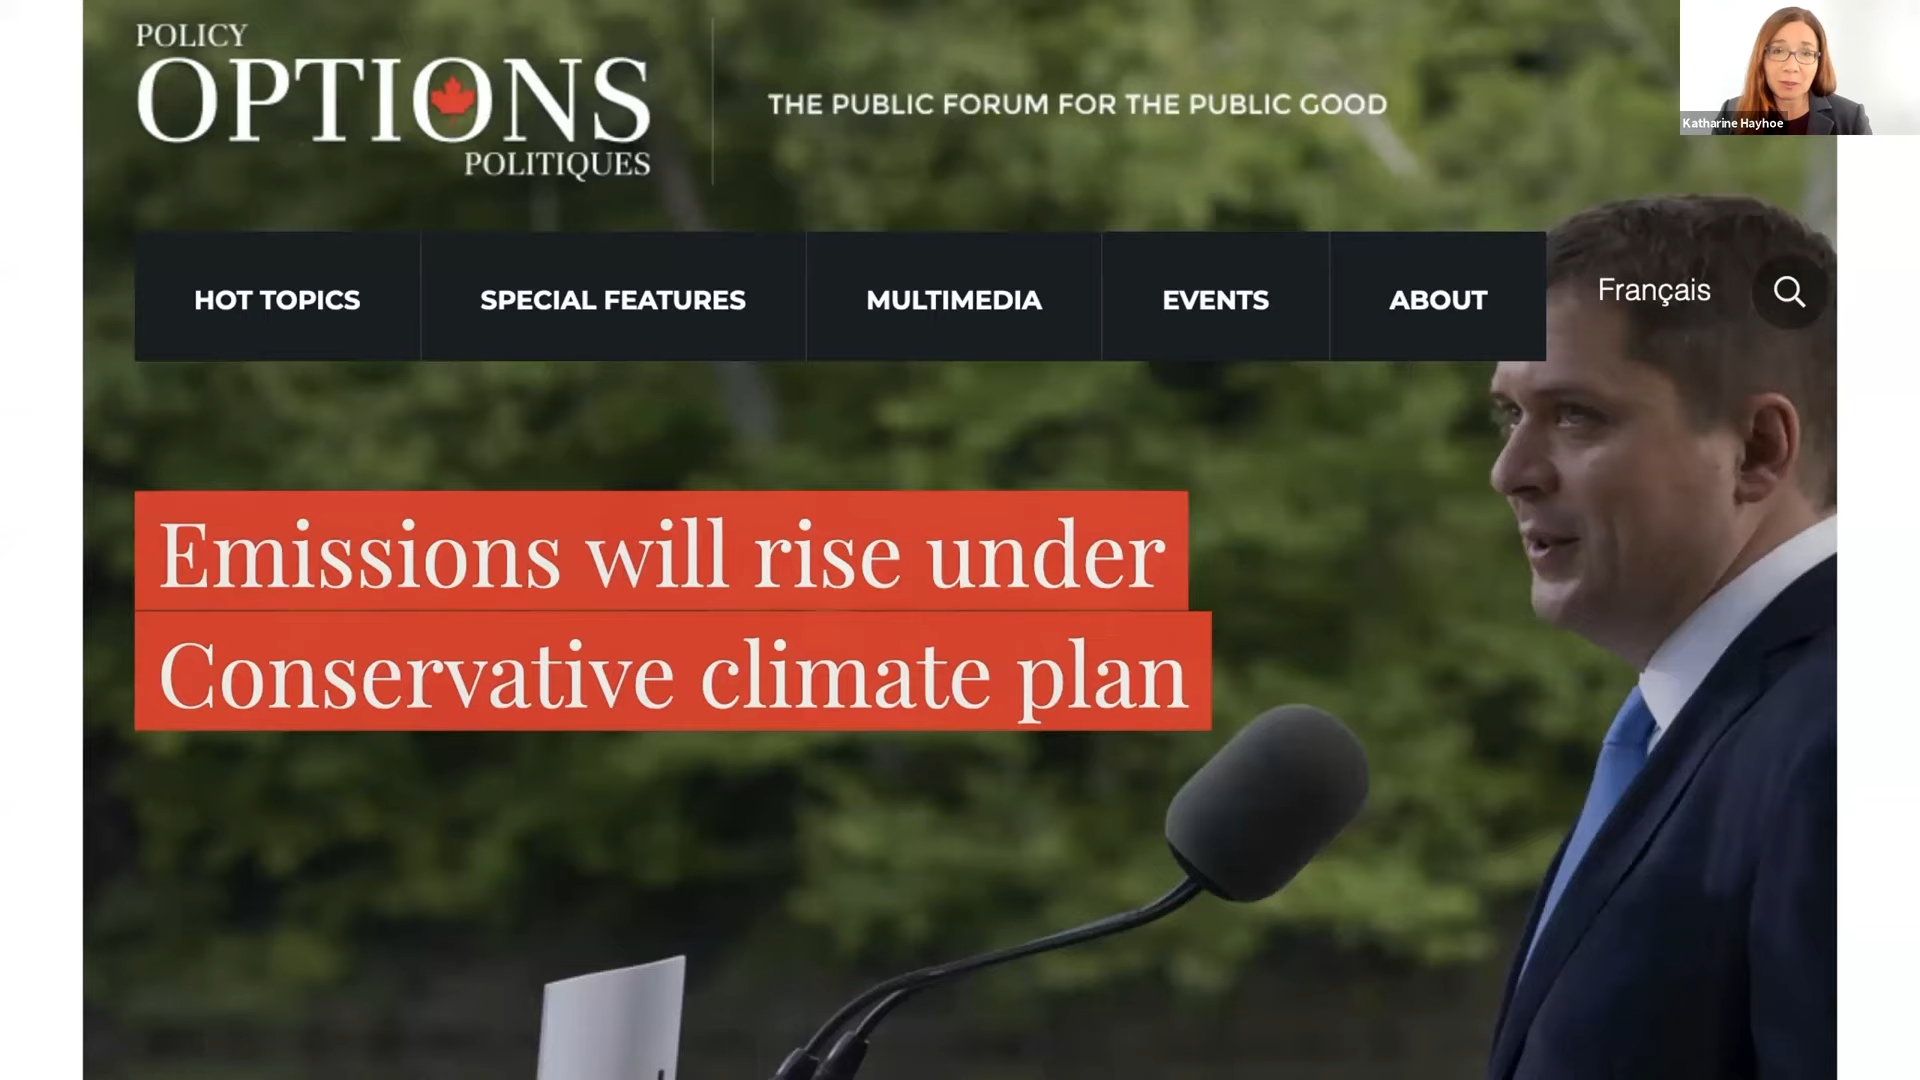 POLICY
OPTIONS
POLITIQUES
THE PUBLIC FORUM FOR THE PUBLIC GOOD
Katharine Hayhoe
HOT TOPICS
SPECIAL FEATURES
MULTIMEDIA
EVENTS
ABOUT
Français
Emissions will rise under
Conservative climate plan